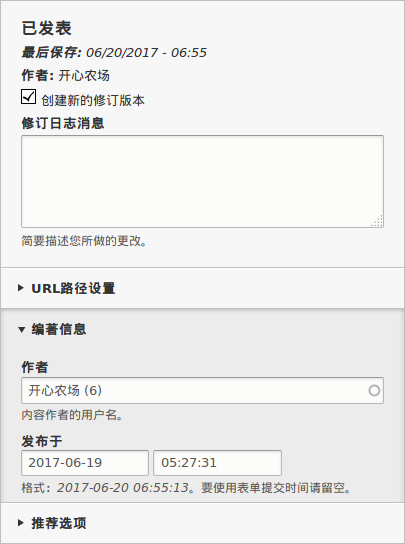 已发表
最后保存: 06/20/2017 - 06:55
作者: 开心农场
创建新的修订版本
修订日志消息
简要描述您所做的更改。
URL路径设置
编著信息
作者
开心农场 (6)
内容作者的用户名。
发布于
2017-06-19 05:27:31
格式：2017-06-20 06:55:13。要使用表单提交时间请留空。
推荐选项